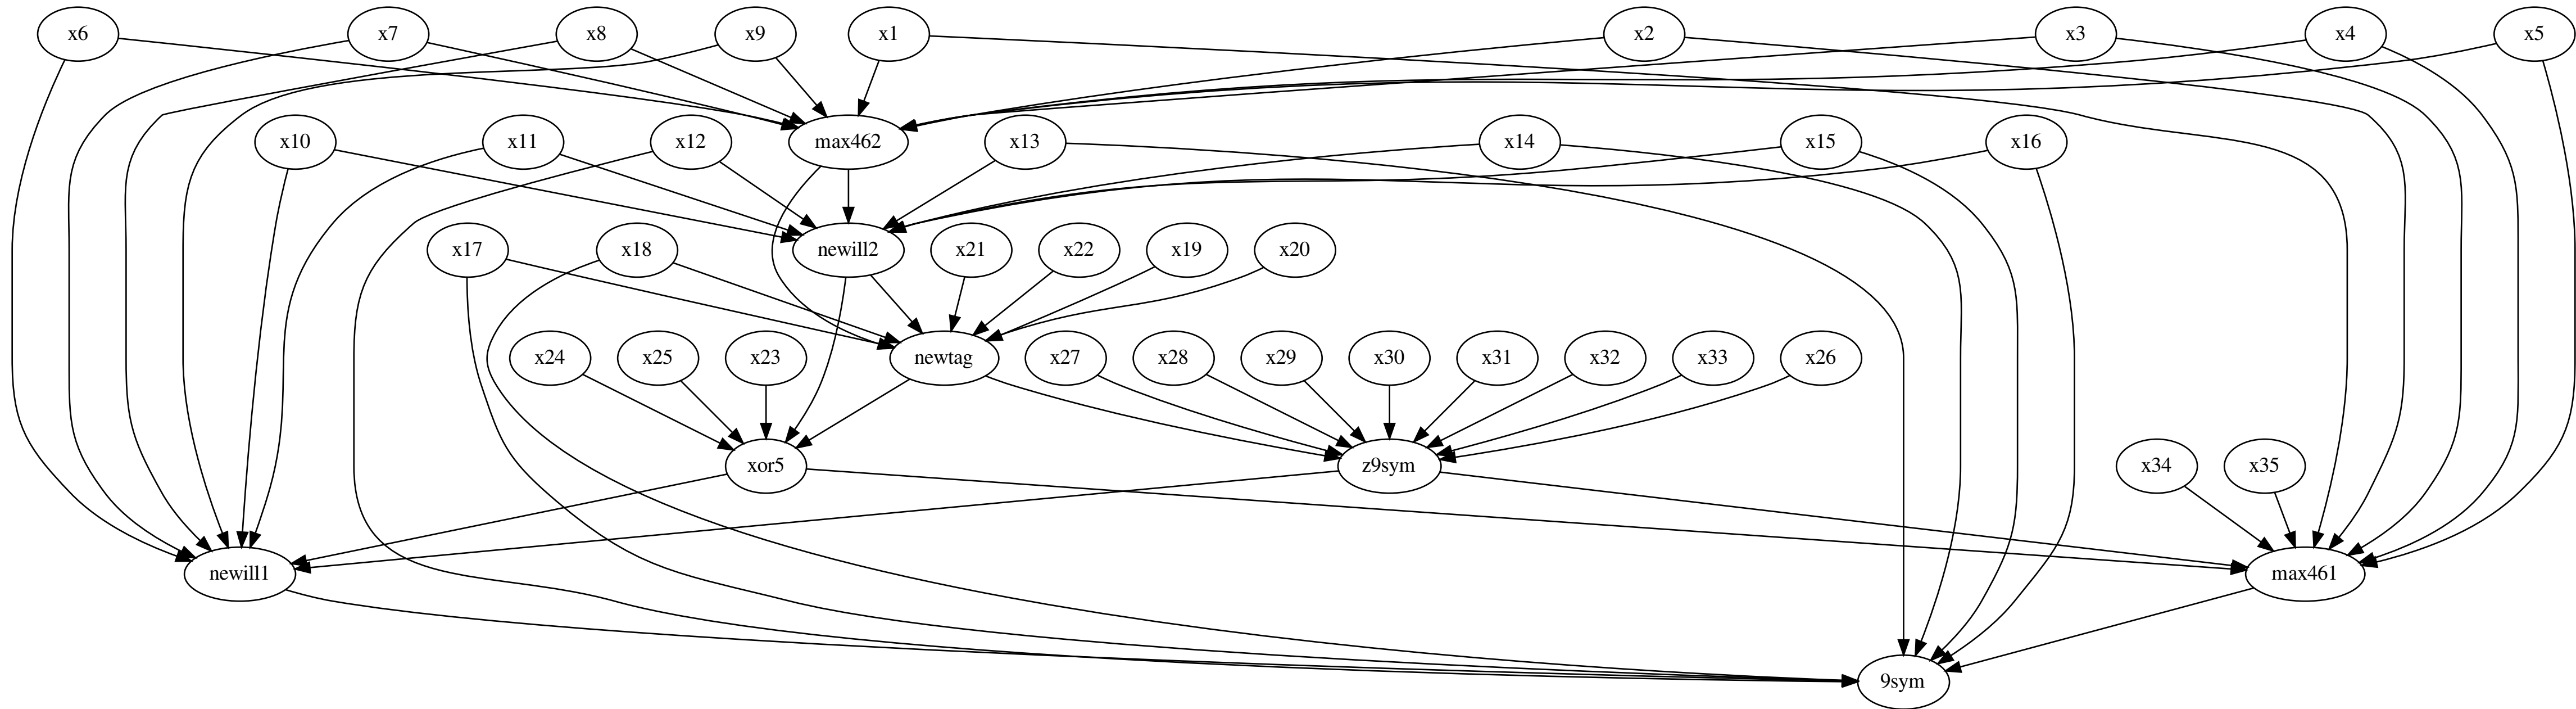 x6 x7 x8 x9 x1 x2 x3 x4 x5
x10 x11 x12 max462 x13 x14 x15 x16
x17 x18 newill2 x21 x22 x19 x20
x24 x25 x23 newtag x27 x28 x29 x30 x31 x32 x33 x26
xor5 z9sym x34 x35
newill1 max461
9sym